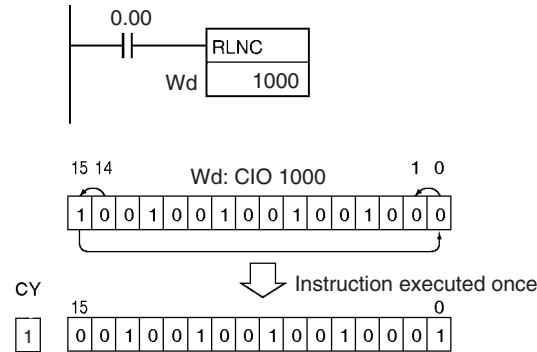 0.00
RLNC
Wd 1000
15 14 1 0
Wd: CIO 1000
1 0 0 1 0 0 1 0 0 1 0 0 1 0 0 0
Instruction executed once
CY 15 0
1 0 0 1 0 0 1 0 0 1 0 0 1 0 0 0 1